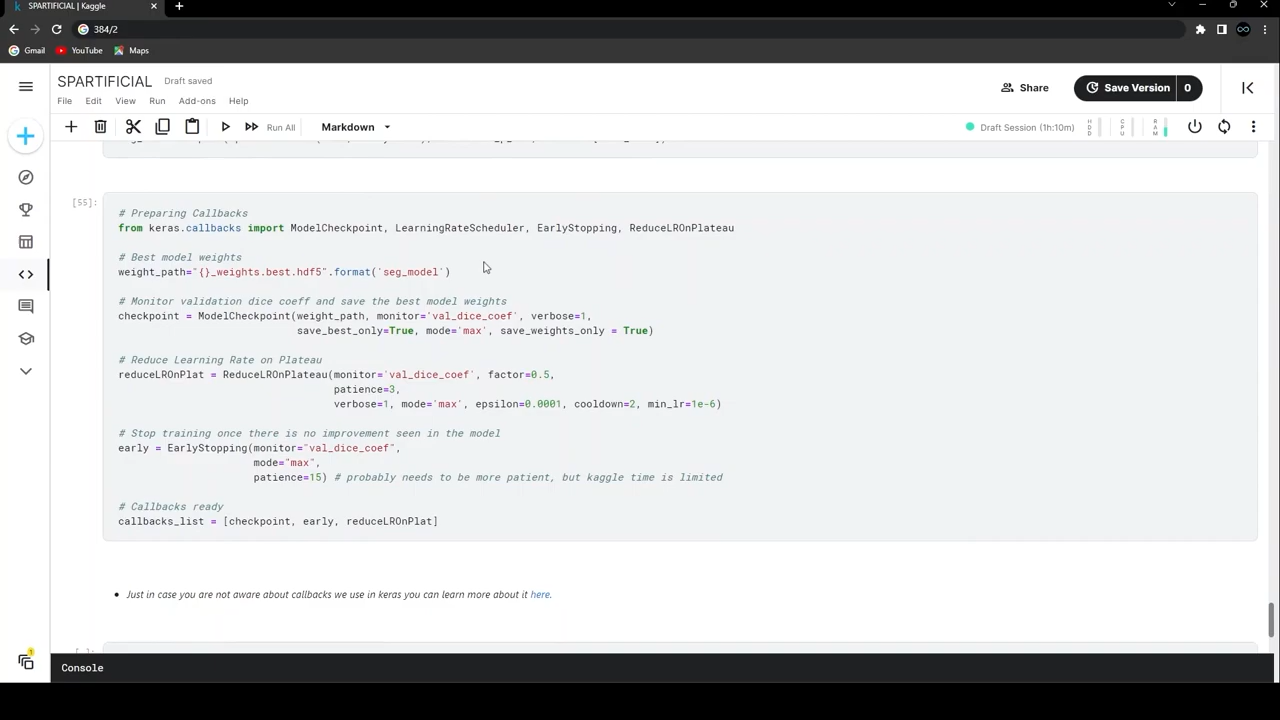 SPARTIFICIAL | Kaggle
384/2
Gmail YouTube Maps
SPARTIFICIAL Draft saved
File Edit View Run Add-ons Help
Share
Save Version 0
Run All Markdown
Draft Session (1h:10m)
HDD
CPU
RAM
[55]:
# Preparing Callbacks
from keras.callbacks import ModelCheckpoint, LearningRateScheduler, EarlyStopping, ReduceLROnPlateau
# Best model weights
weight_path="{}_weights.best.hdf5".format('seg_model')
# Monitor validation dice coeff and save the best model weights
checkpoint = ModelCheckpoint(weight_path, monitor='val_dice_coef', verbose=1,
save_best_only=True, mode='max', save_weights_only = True)
# Reduce Learning Rate on Plateau
reduceLROnPlat = ReduceLROnPlateau(monitor='val_dice_coef', factor=0.5,
patience=3,
verbose=1, mode='max', epsilon=0.0001, cooldown=2, min_lr=1e-6)
# Stop training once there is no improvement seen in the model
early = EarlyStopping(monitor="val_dice_coef",
mode="max",
patience=15) # probably needs to be more patient, but kaggle time is limited
# Callbacks ready
callbacks_list = [checkpoint, early, reduceLROnPlat]
• Just in case you are not aware about callbacks we use in keras you can learn more about it here.
[ ]:
1
Console